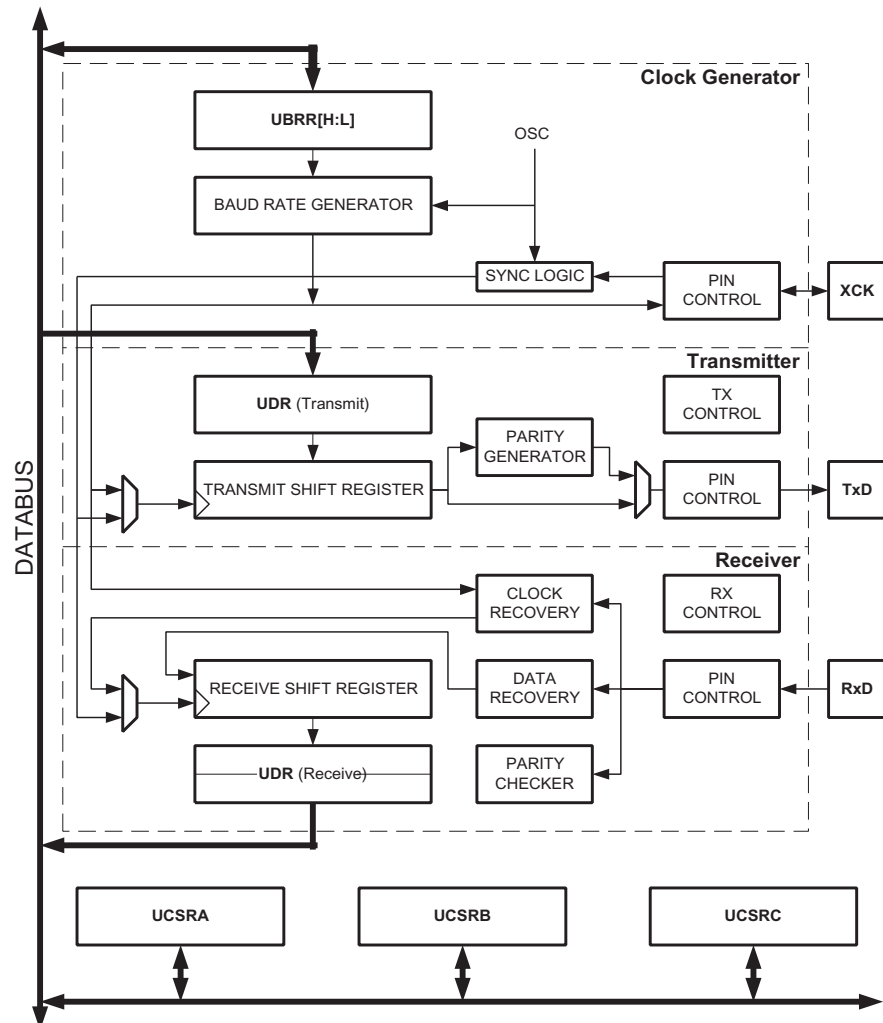 Clock Generator
UBRR[H:L]
OSC
BAUD RATE GENERATOR
SYNC LOGIC
PIN
CONTROL
XCK
DATABUS
Transmitter
UDR (Transmit)
TX
CONTROL
PARITY
GENERATOR
TRANSMIT SHIFT REGISTER
PIN
CONTROL
TxD
Receiver
CLOCK
RECOVERY
RX
CONTROL
RECEIVE SHIFT REGISTER
DATA
RECOVERY
PIN
CONTROL
RxD
UDR (Receive)
PARITY
CHECKER
UCSRA
UCSRB
UCSRC